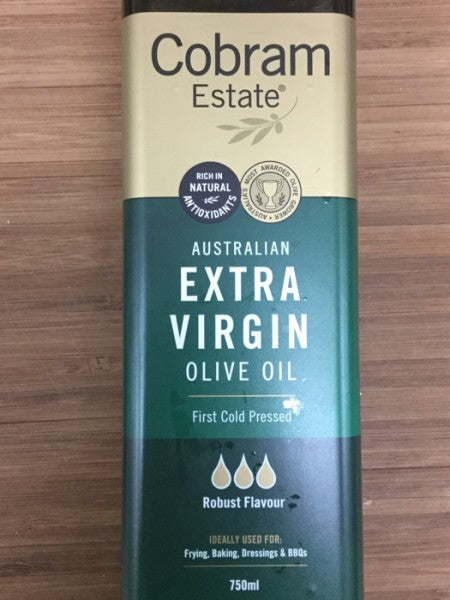 Cobram
Estate®
RICH IN
NATURAL
ANTIOXIDANTS
AUSTRALIA'S MOST AWARDED OLIVE GROWER
AUSTRALIAN
EXTRA
VIRGIN
OLIVE OIL
First Cold Pressed
Robust Flavour
IDEALLY USED FOR:
Frying, Baking, Dressings & BBQs
750ml